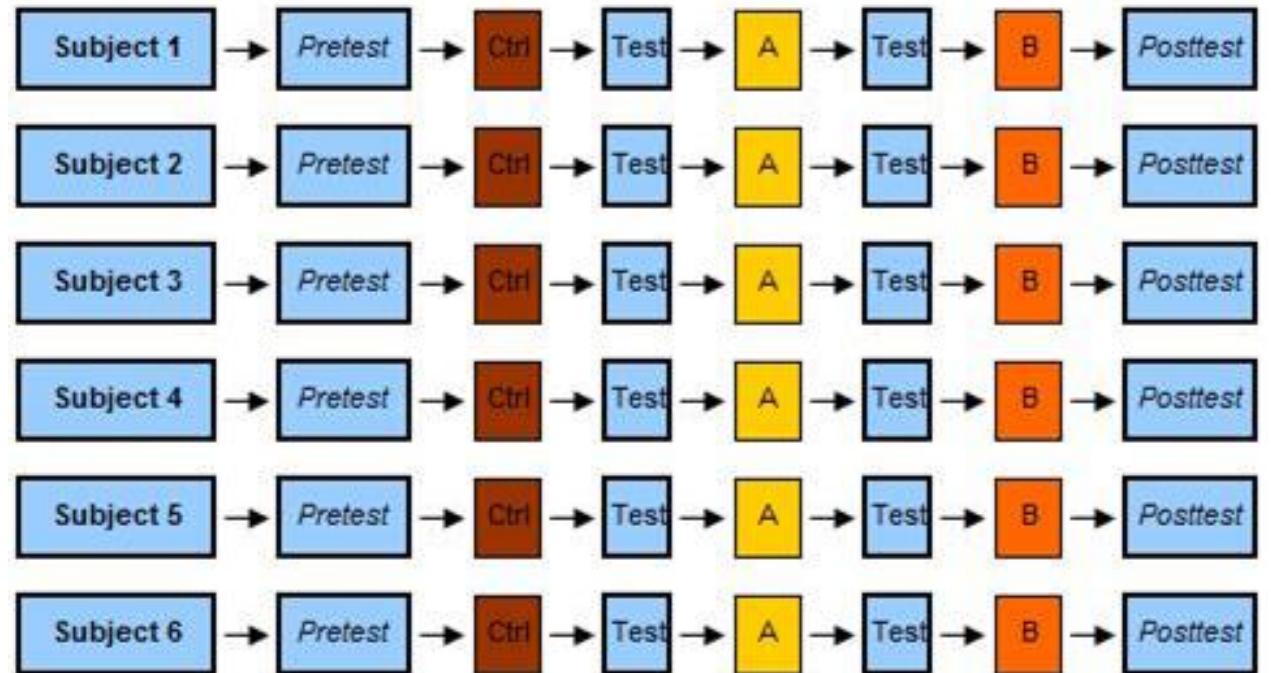 Subject 1 Pretest Ctrl Test A Test B Posttest
Subject 2 Pretest Ctrl Test A Test B Posttest
Subject 3 Pretest Ctrl Test A Test B Posttest
Subject 4 Pretest Ctrl Test A Test B Posttest
Subject 5 Pretest Ctrl Test A Test B Posttest
Subject 6 Pretest Ctrl Test A Test B Posttest